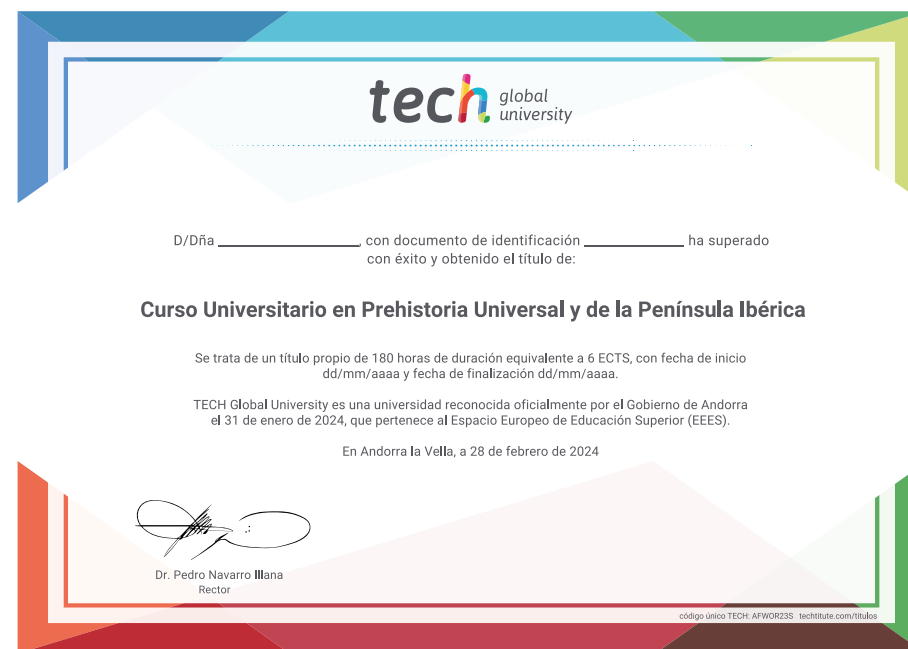 tech global university
D/Dña ____________________, con documento de identificación ______________ ha superado
con éxito y obtenido el título de:
Curso Universitario en Prehistoria Universal y de la Península Ibérica
Se trata de un título propio de 180 horas de duración equivalente a 6 ECTS, con fecha de inicio
dd/mm/aaaa y fecha de finalización dd/mm/aaaa.
TECH Global University es una universidad reconocida oficialmente por el Gobierno de Andorra
el 31 de enero de 2024, que pertenece al Espacio Europeo de Educación Superior (EEES).
En Andorra la Vella, a 28 de febrero de 2024
Dr. Pedro Navarro Illana
Rector
código único TECH: AFWOR23S techtitute.com/titulos